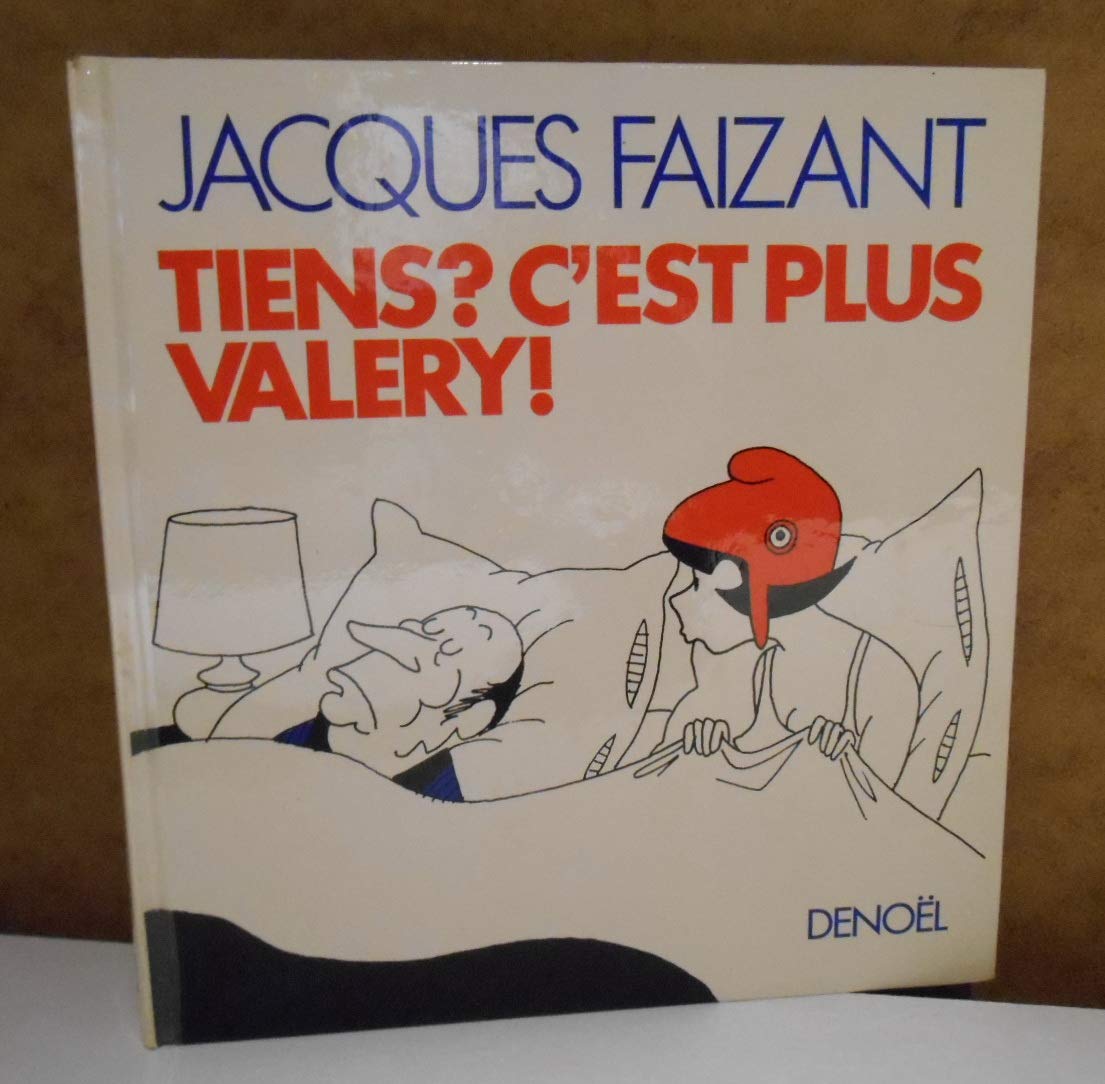 JACQUES FAIZANT
TIENS? C'EST PLUS
VALERY!
DENOËL